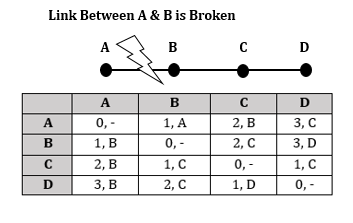 Link Between A & B is Broken
A B C D
A B C D
A 0, - 1, A 2, B 3, C
B 1, B 0, - 2, C 3, D
C 2, B 1, C 0, - 1, C
D 3, B 2, C 1, D 0, -